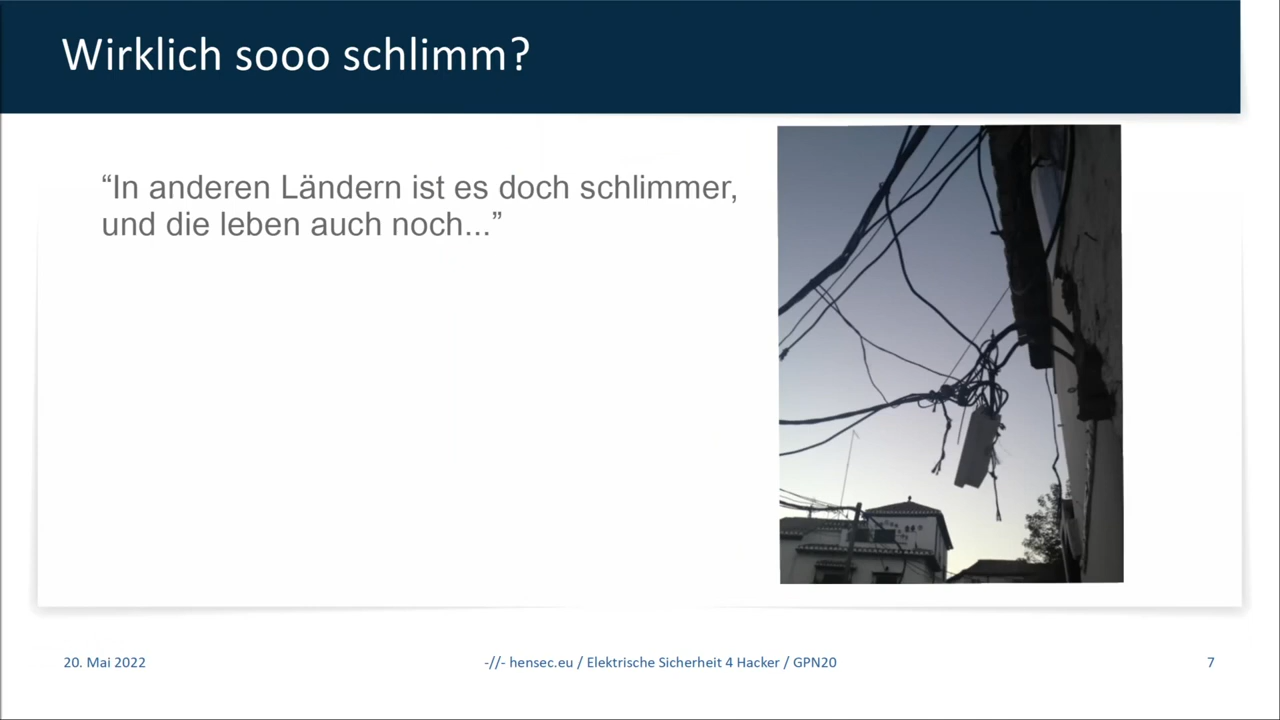 Wirklich sooo schlimm?
“In anderen Ländern ist es doch schlimmer,
und die leben auch noch...”
20. Mai 2022
-//- hensec.eu / Elektrische Sicherheit 4 Hacker / GPN20
7